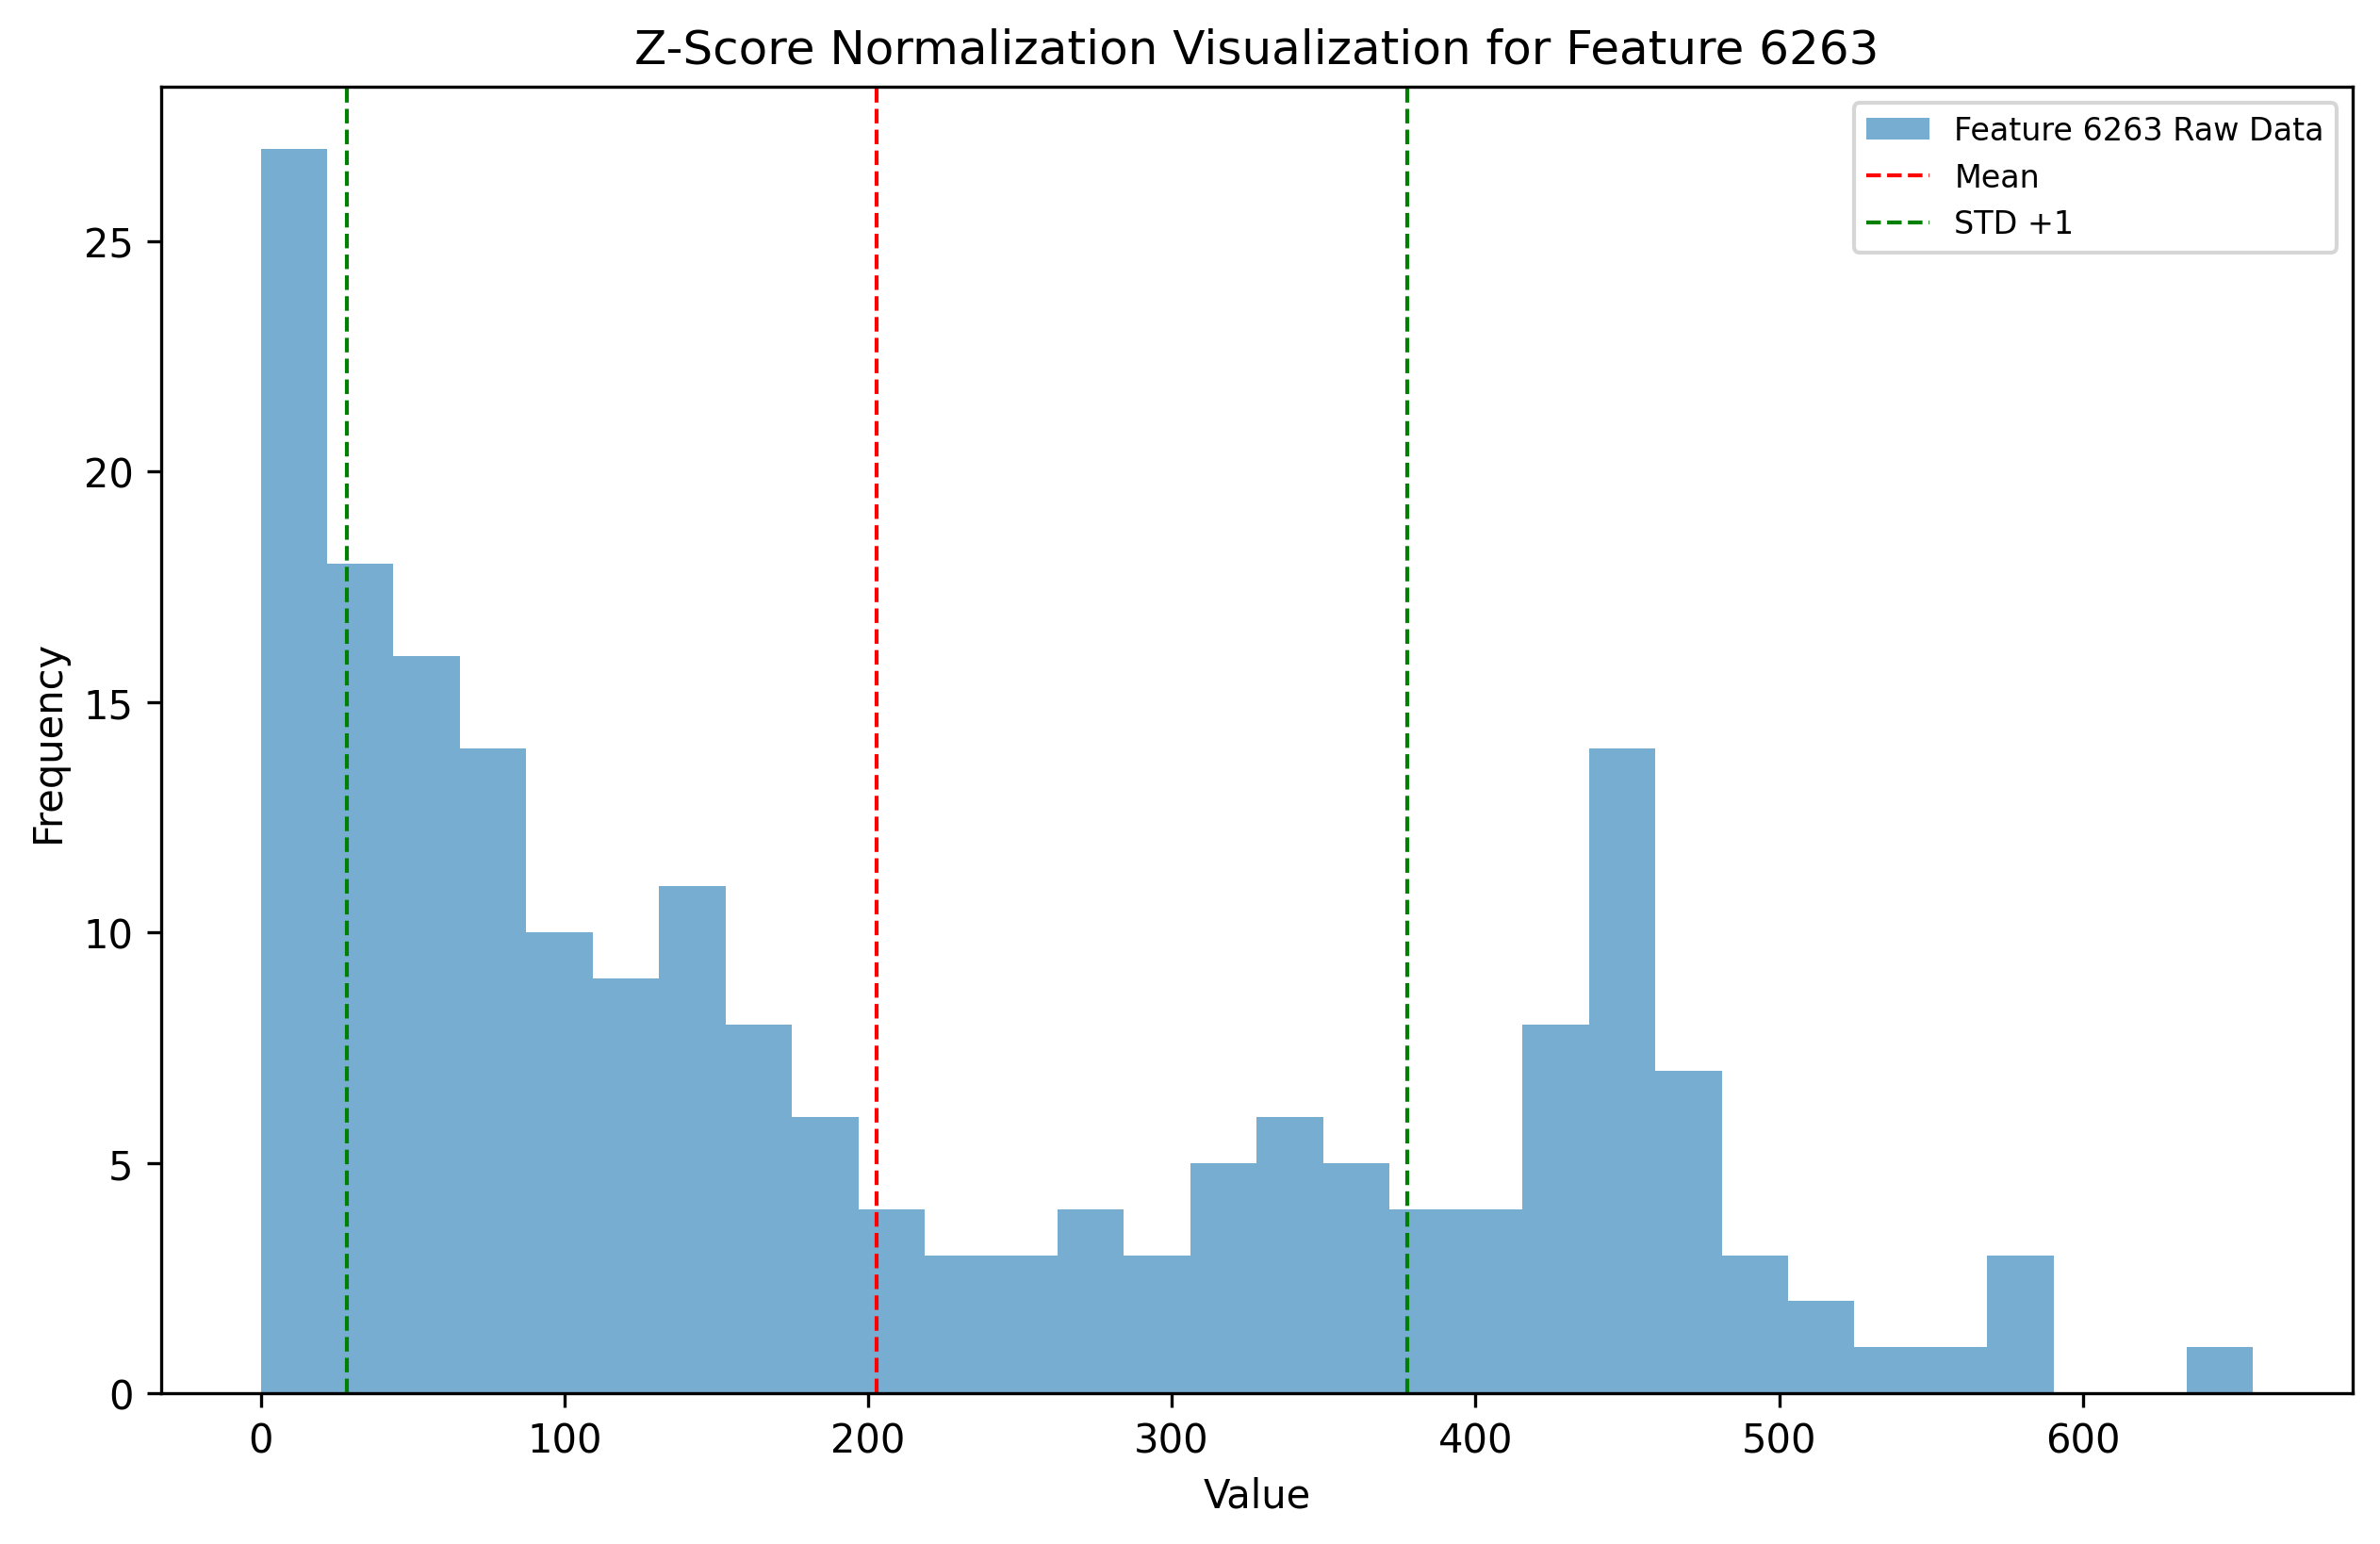 Z-Score Normalization Visualization for Feature 6263
Feature 6263 Raw Data
Mean
STD +1
25
20
15
10
5
0
Frequency
0 100 200 300 400 500 600
Value